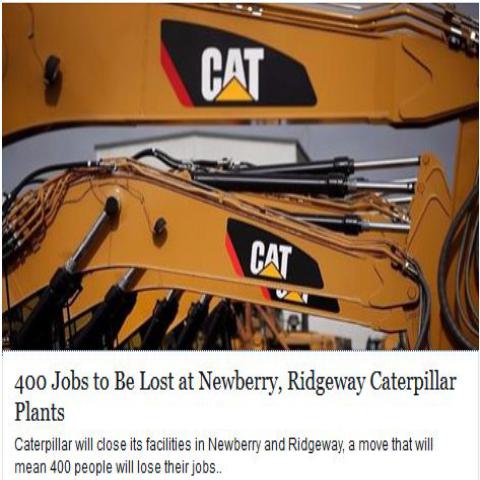 CAT
CAT
CAT
400 Jobs to Be Lost at Newberry, Ridgeway Caterpillar
Plants
Caterpillar will close its facilities in Newberry and Ridgeway, a move that will
mean 400 people will lose their jobs..